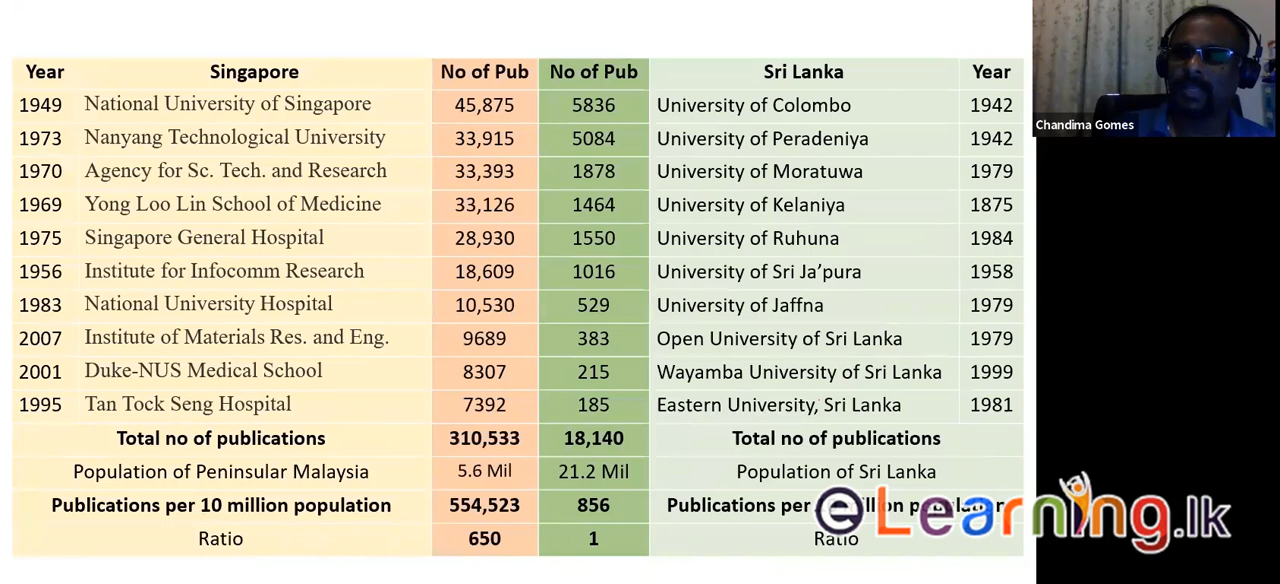 Year Singapore No of Pub No of Pub Sri Lanka Year
1949 National University of Singapore 45,875 5836 University of Colombo 1942
1973 Nanyang Technological University 33,915 5084 University of Peradeniya 1942
1970 Agency for Sc. Tech. and Research 33,393 1878 University of Moratuwa 1979
1969 Yong Loo Lin School of Medicine 33,126 1464 University of Kelaniya 1875
1975 Singapore General Hospital 28,930 1550 University of Ruhuna 1984
1956 Institute for Infocomm Research 18,609 1016 University of Sri Ja’pura 1958
1983 National University Hospital 10,530 529 University of Jaffna 1979
2007 Institute of Materials Res. and Eng. 9689 383 Open University of Sri Lanka 1979
2001 Duke-NUS Medical School 8307 215 Wayamba University of Sri Lanka 1999
1995 Tan Tock Seng Hospital 7392 185 Eastern University, Sri Lanka 1981
Total no of publications 310,533 18,140 Total no of publications
Population of Peninsular Malaysia 5.6 Mil 21.2 Mil Population of Sri Lanka
Publications per 10 million population 554,523 856 Publications per
Ratio 650 1 Ratio
Chandima Gomes
eLearning.lk